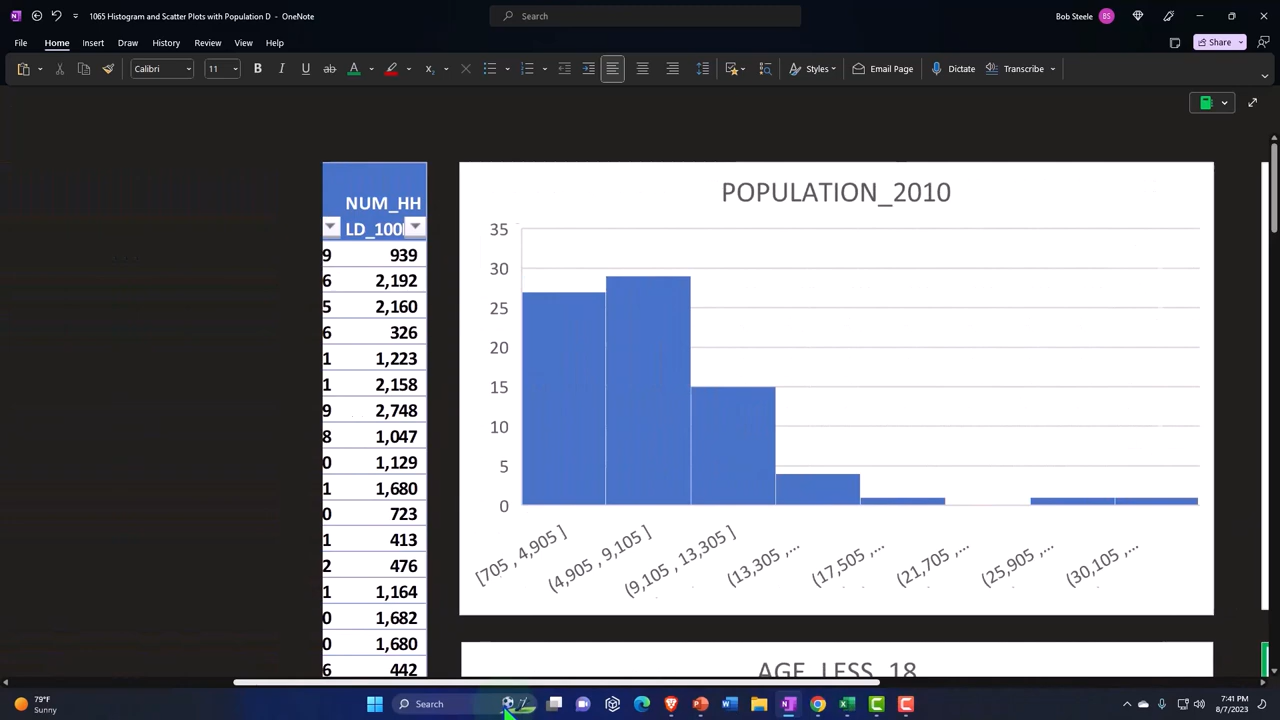 1065 Histogram and Scatter Plots with Population D - OneNote
Search
Bob Steele BS
File Home Insert Draw History Review View Help
Share
Calibri 11 B I U ab A x Styles Email Page Dictate Transcribe
NUM_HH
LD_100
POPULATION_2010
9 939
6 2,192
5 2,160
6 326
1 1,223
1 2,158
9 2,748
8 1,047
0 1,129
1 1,680
0 723
1 413
2 476
1 1,164
0 1,682
0 1,680
6 442
35
30
25
20
15
10
5
0
[705 , 4,905 ]
(4,905 , 9,105 ]
(9,105 , 13,305 ]
(13,305 ,...
(17,505 ,...
(21,705 ,...
(25,905 ,...
(30,105 ,...
AGE_LESS_18
79°F
Sunny
Search
7:41 PM
8/7/2023